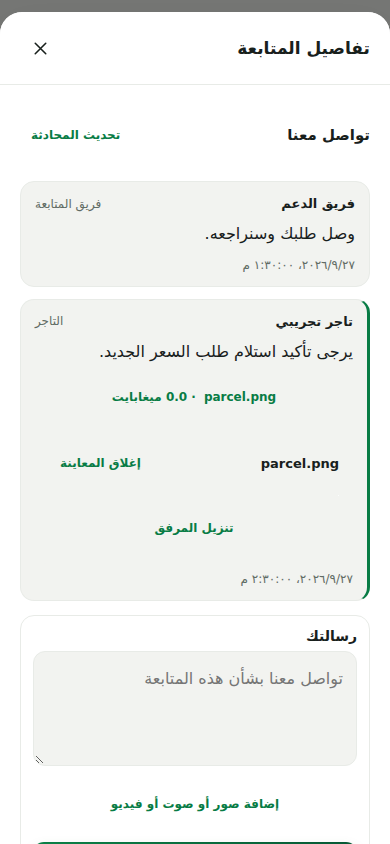 تفاصيل المتابعة
تواصل معنا
تحديث المحادثة
فريق الدعم
فريق المتابعة
وصل طلبك وسنراجعه.
٢٠٢٦/٩/٢٧، ١:٣٠:٠٠ م
تاجر تجريبي
التاجر
يرجى تأكيد استلام طلب السعر الجديد.
parcel.png · 0.0 ميغابايت
parcel.png
إغلاق المعاينة
تنزيل المرفق
٢٠٢٦/٩/٢٧، ٢:٣٠:٠٠ م
رسالتك
تواصل معنا بشأن هذه المتابعة
إضافة صور أو صوت أو فيديو